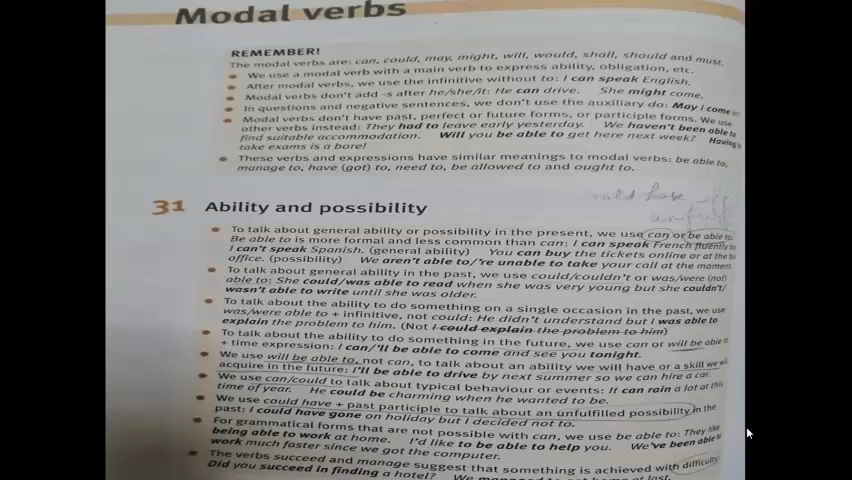 Modal verbs
REMEMBER!
The modal verbs are: can, could, may, might, will, would, shall, should and must.
• We use a modal verb with a main verb to express ability, obligation, etc.
• After modal verbs, we use the infinitive without to: I can speak English.
• Modal verbs don't add -s after he/she/it: He can drive. She might come.
• In questions and negative sentences, we don't use the auxiliary do: May I come in
• Modal verbs don't have past, perfect or future forms, or participle forms. We use
other verbs instead: They had to leave early yesterday. We haven't been able to
find suitable accommodation. Will you be able to get here next week? Having
take exams is a bore!
• These verbs and expressions have similar meanings to modal verbs: be able to,
manage to, have (got) to, need to, be allowed to and ought to.
have
31 Ability and possibility
• To talk about general ability or possibility in the present, we use can or be able to.
Be able to is more formal and less common than can: I can speak French fluently
I can't speak Spanish. (general ability) You can buy the tickets online or at the
office. (possibility) We aren't able to/'re unable to take your call at the moment.
• To talk about general ability in the past, we use could/couldn't or was/were (not)
able to: She could/was able to read when she was very young but she couldn't/
wasn't able to write until she was older.
• To talk about the ability to do something on a single occasion in the past, we use
was/were able to + infinitive, not could: He didn't understand but I was able to
explain the problem to him. (Not I could explain the problem to him)
• To talk about the ability to do something in the future, we use can or will be able
+ time expression: I can/'ll be able to come and see you tonight.
• We use will be able to, not can, to talk about an ability we will have or a skill we
acquire in the future: I'll be able to drive by next summer so we can hire a car.
• We use can/could to talk about typical behaviour or events: It can rain a lot at this
time of year. He could be charming when he wanted to be.
• We use could have + past participle to talk about an unfulfilled possibility in the
past: I could have gone on holiday but I decided not to.
• For grammatical forms that are not possible with can, we use be able to: They like
being able to work at home. I'd like to be able to help you. We've been able
work much faster since we got the computer.
• The verbs succeed and manage suggest that something is achieved with difficulty
Did you succeed in finding a hotel? We managed to get home at last.